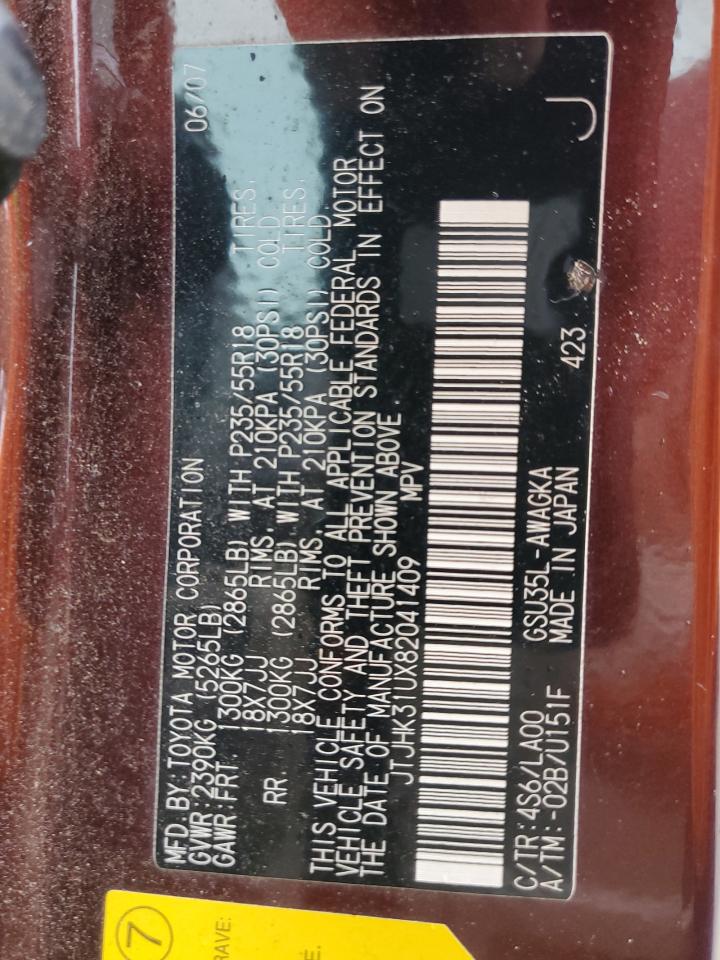 MFD.BY:TOYOTA MOTOR CORPORATION 06/07
GVWR:2390KG (5265LB)
GAWR:FRT 1300KG (2865LB) WITH P235/55R18 TIRES,
18X7JJ RIMS, AT 210KPA (30PSI) COLD
RR. 1300KG (2865LB) WITH P235/55R18 TIRES,
18X7JJ RIMS, AT 210KPA (30PSI) COLD.
THIS VEHICLE CONFORMS TO ALL APPLICABLE FEDERAL MOTOR
VEHICLE SAFETY AND THEFT PREVENTION STANDARDS IN EFFECT ON
THE DATE OF MANUFACTURE SHOWN ABOVE.
JTJHK31UX82041409 MPV
C/TR:4S6/LA00 GSU35L-AWAGKA 423 J
A/TM:-02B/U151F MADE IN JAPAN
7
RAVE:
É.